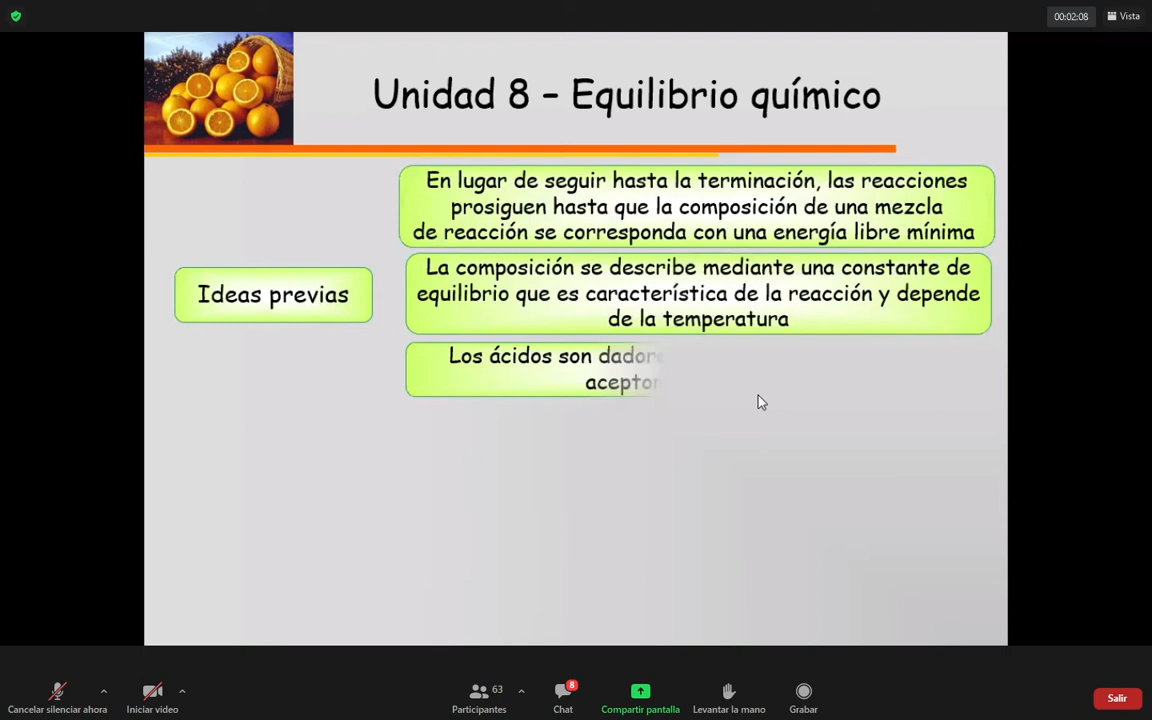 00:02:08
Vista
Unidad 8 – Equilibrio químico
En lugar de seguir hasta la terminación, las reacciones
prosiguen hasta que la composición de una mezcla
de reacción se corresponda con una energía libre mínima
Ideas previas
La composición se describe mediante una constante de
equilibrio que es característica de la reacción y depende
de la temperatura
Los ácidos son
Cancelar silenciar ahora
Iniciar video
63
Participantes
8
Chat
Compartir pantalla
Levantar la mano
Grabar
Salir